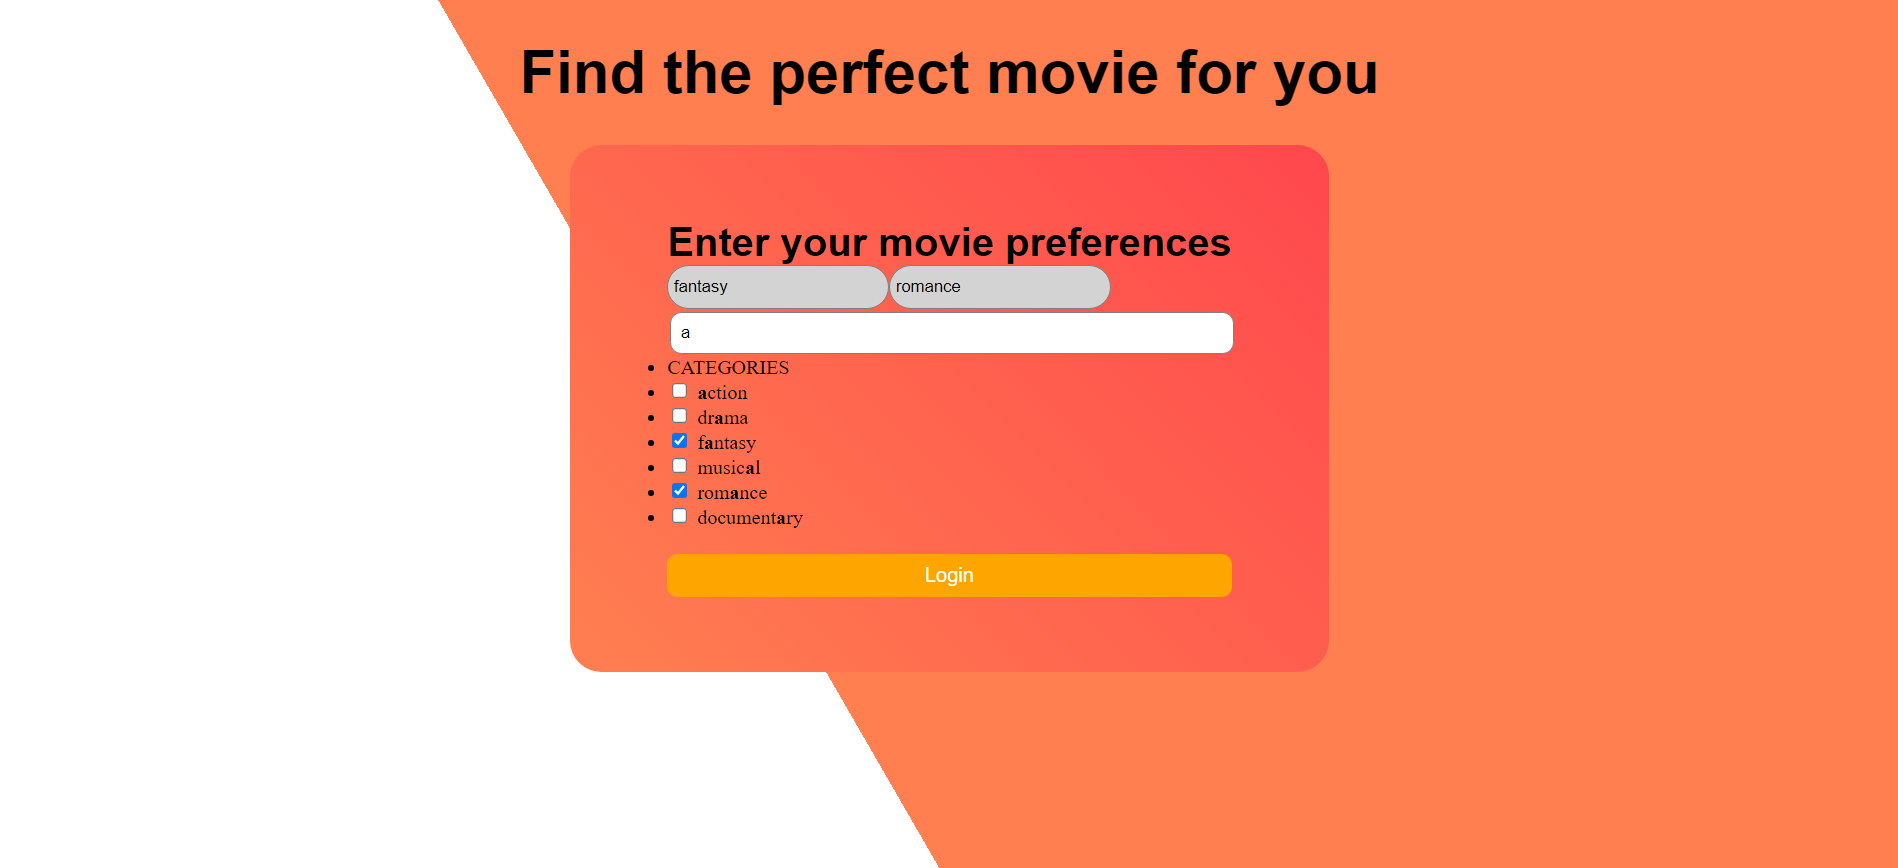 Find the perfect movie for you
Enter your movie preferences
fantasy romance
a
CATEGORIES
action
drama
fantasy
musical
romance
documentary
Login